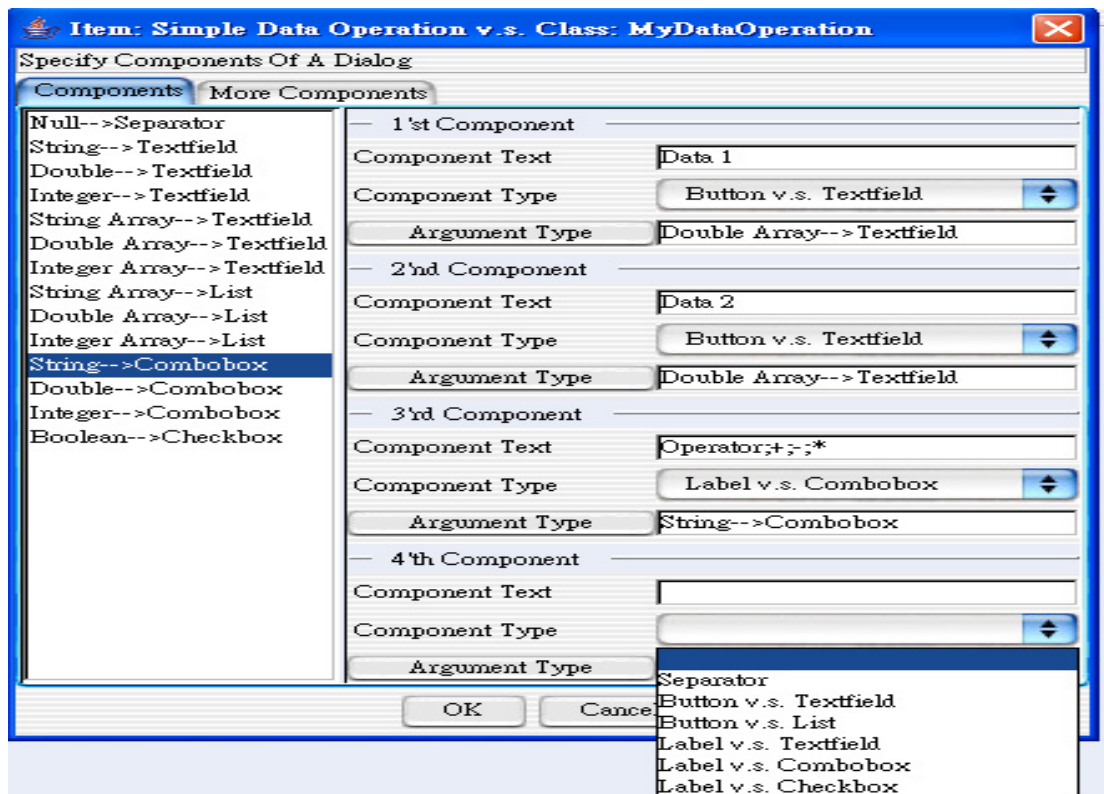 Item: Simple Data Operation v.s. Class: MyDataOperation
Specify Components Of A Dialog
Components More Components
Null-->Separator
String-->Textfield
Double-->Textfield
Integer-->Textfield
String Array-->Textfield
Double Array-->Textfield
Integer Array-->Textfield
String Array-->List
Double Array-->List
Integer Array-->List
String-->Combobox
Double-->Combobox
Integer-->Combobox
Boolean-->Checkbox
1'st Component
Component Text Data 1
Component Type Button v.s. Textfield
Argument Type Double Array-->Textfield
2'nd Component
Component Text Data 2
Component Type Button v.s. Textfield
Argument Type Double Array-->Textfield
3'rd Component
Component Text Operator;+;-;*
Component Type Label v.s. Combobox
Argument Type String-->Combobox
4'th Component
Component Text
Component Type
Argument Type
Separator
Button v.s. Textfield
Button v.s. List
Label v.s. Textfield
Label v.s. Combobox
Label v.s. Checkbox
OK Cancel